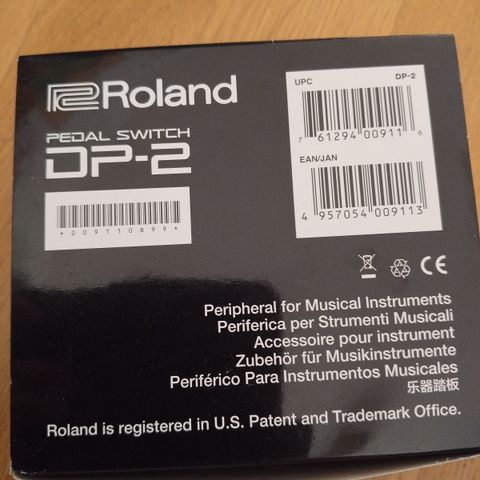 Roland
PEDAL SWITCH
DP-2
*009110899*
UPC DP-2
7 61294 00911 6
EAN/JAN
4 957054 009113
CE
Peripheral for Musical Instruments
Periferica per Strumenti Musicali
Accessoire pour instrument
Zubehör für Musikinstrumente
Periférico Para Instrumentos Musicales
乐器踏板
Roland is registered in U.S. Patent and Trademark Office.